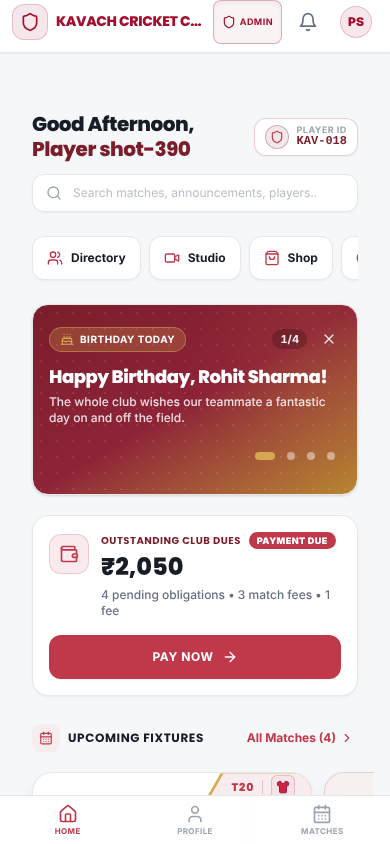 KAVACH CRICKET C...
ADMIN
PS
Good Afternoon,
Player shot-390
PLAYER ID
KAV-018
Search matches, announcements, players..
Directory
Studio
Shop
BIRTHDAY TODAY
1/4
Happy Birthday, Rohit Sharma!
The whole club wishes our teammate a fantastic
day on and off the field.
OUTSTANDING CLUB DUES
PAYMENT DUE
₹2,050
4 pending obligations • 3 match fees • 1
fee
PAY NOW
UPCOMING FIXTURES
All Matches (4)
T20
HOME
PROFILE
MATCHES